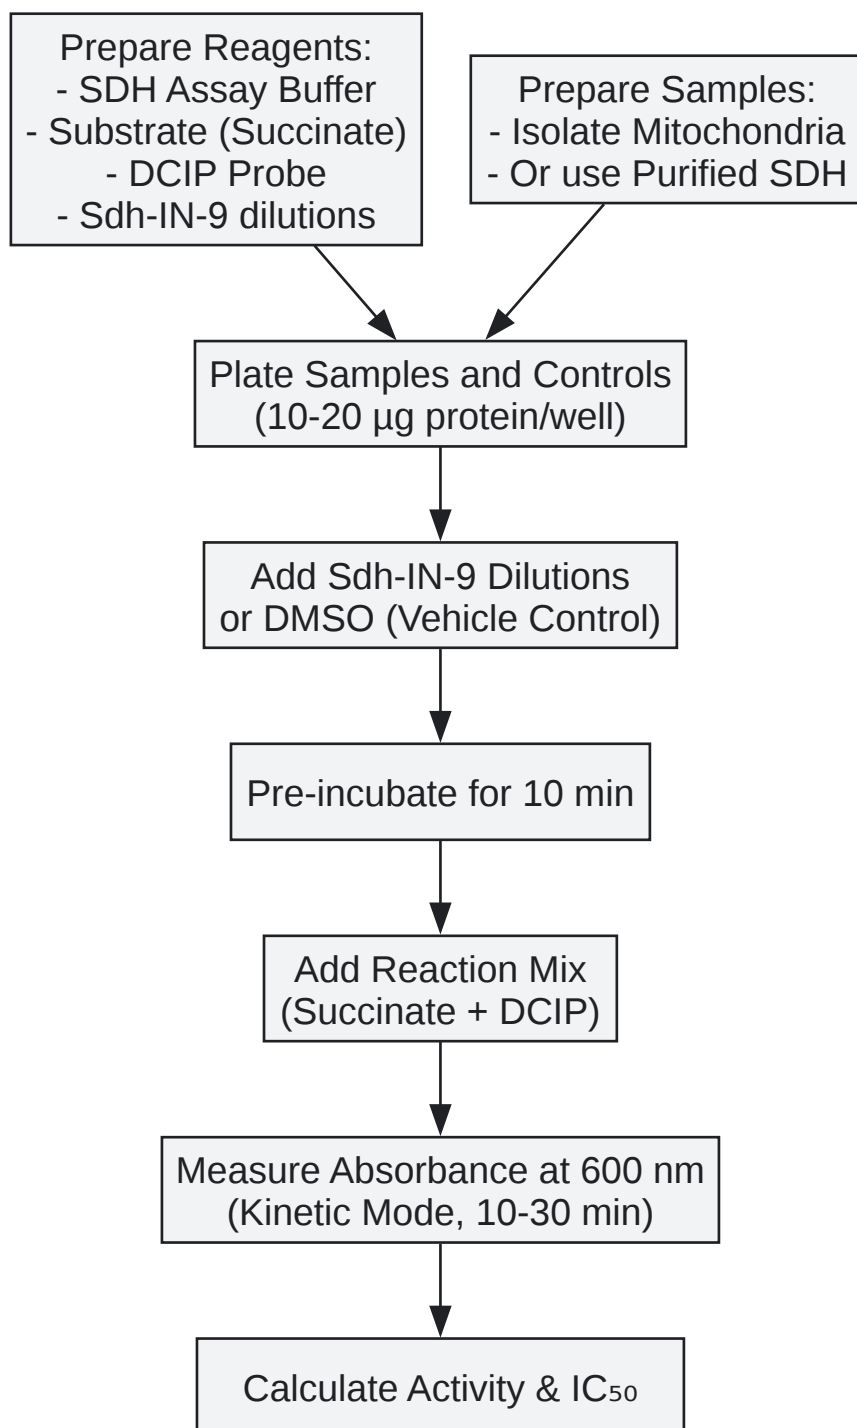 Prepare Reagents:
- SDH Assay Buffer
- Substrate (Succinate)
- DCIP Probe
- Sdh-IN-9 dilutions
Prepare Samples:
- Isolate Mitochondria
- Or use Purified SDH
Plate Samples and Controls
(10-20 µg protein/well)
Add Sdh-IN-9 Dilutions
or DMSO (Vehicle Control)
Pre-incubate for 10 min
Add Reaction Mix
(Succinate + DCIP)
Measure Absorbance at 600 nm
(Kinetic Mode, 10-30 min)
Calculate Activity & IC₅₀